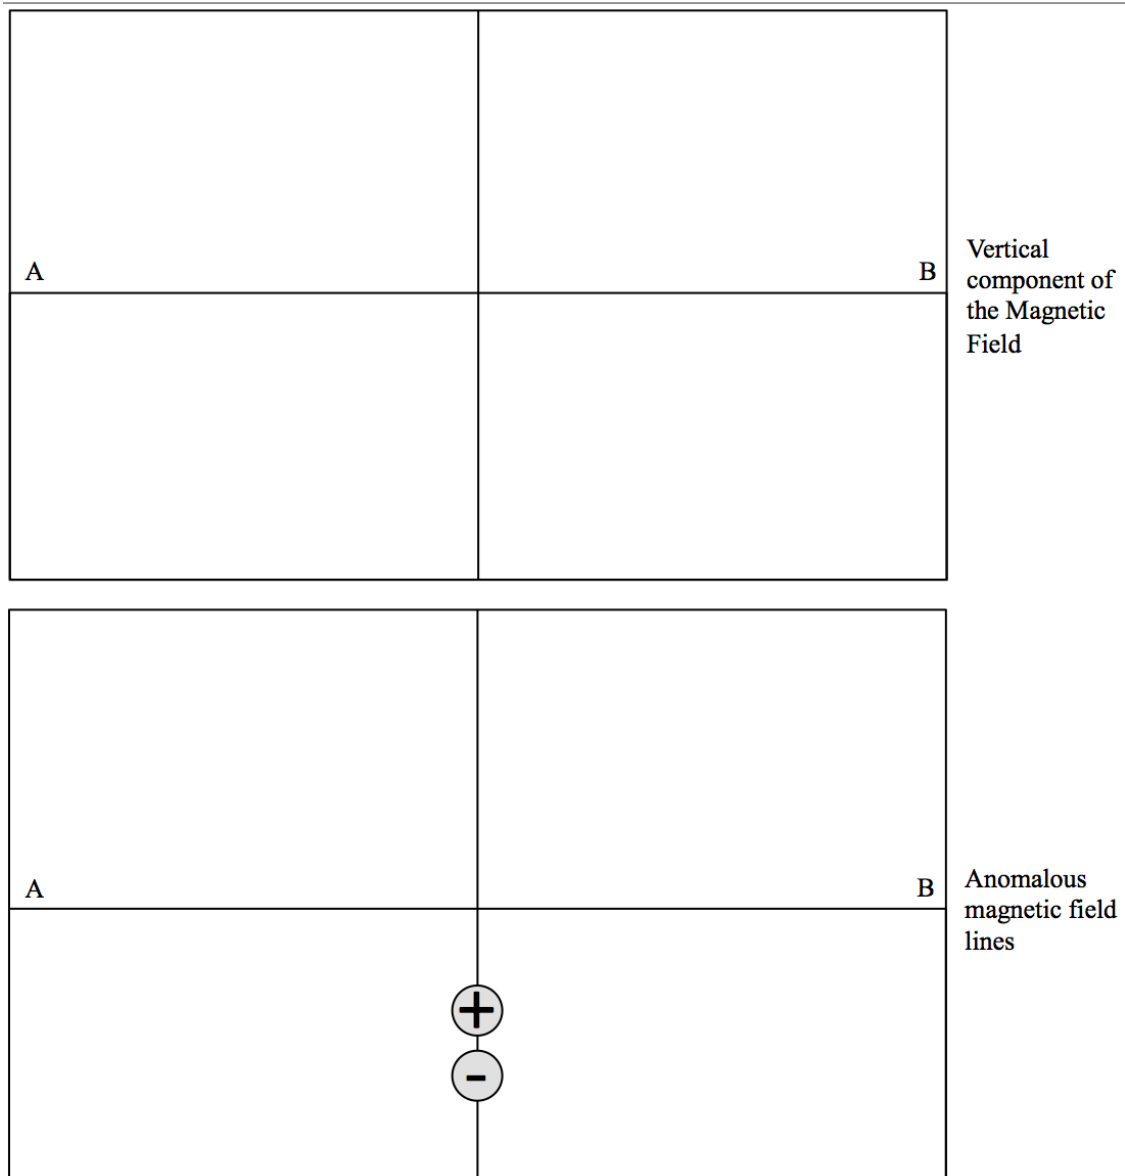 A
B
Vertical
component of
the Magnetic
Field
A
B
Anomalous
magnetic field
lines
+
-